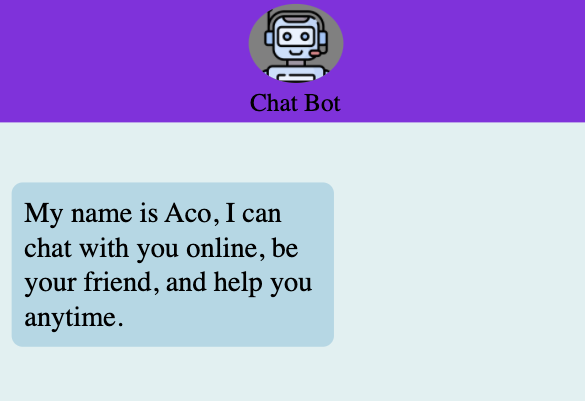 Chat Bot
My name is Aco, I can
chat with you online, be
your friend, and help you
anytime.